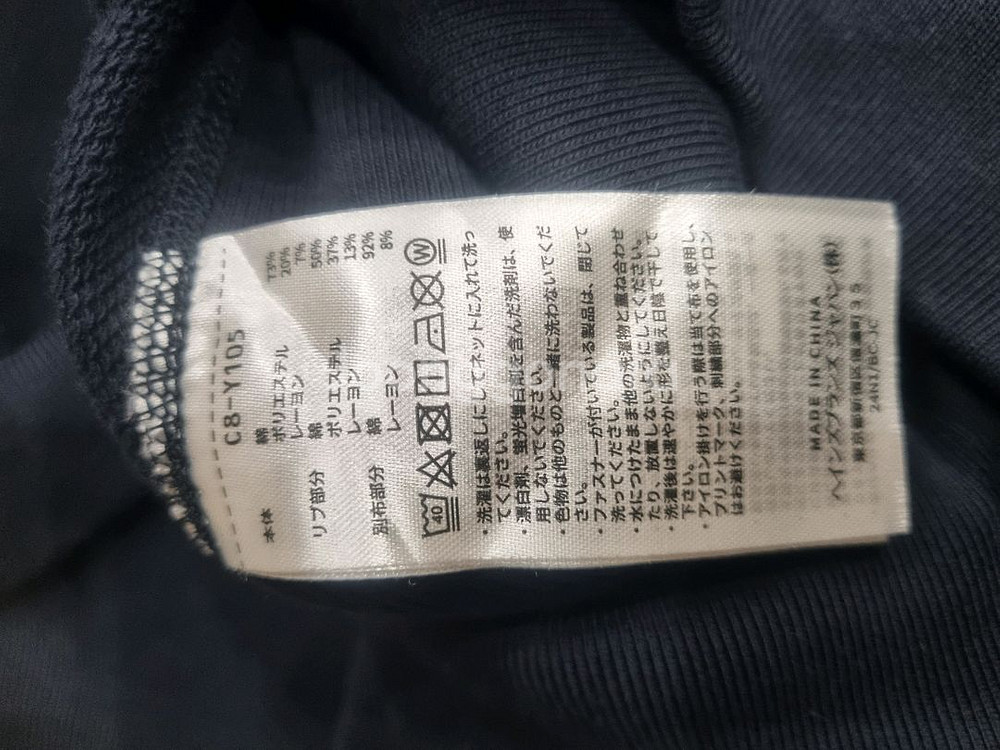 C8-Y105
本体 綿 73%
ポリエステル 20%
レーヨン 7%
リブ部分 綿 50%
ポリエステル 37%
レーヨン 13%
別布部分 綿 92%
レーヨン 8%
40 W
・洗濯は裏返しにしてネットに入れて洗っ
てください。
・漂白剤、蛍光増白剤を含んだ洗剤は、使
用しないでください。
・色物は他のものと一緒に洗わないでくだ
さい。
・ファスナーが付いている製品は、閉じて
洗ってください。
・水につけたまま他の洗濯物と重ね合わせ
たり、放置しないようにしてください。
・洗濯後は速やかに形を整え日陰で干して
下さい。
・アイロン掛けを行う際は当て布を使用し、
プリントマーク、刺繍部分へのアイロン
はお避けください。
MADE IN CHINA
ヘインズブランズ ジャパン(株)
東京都新宿区